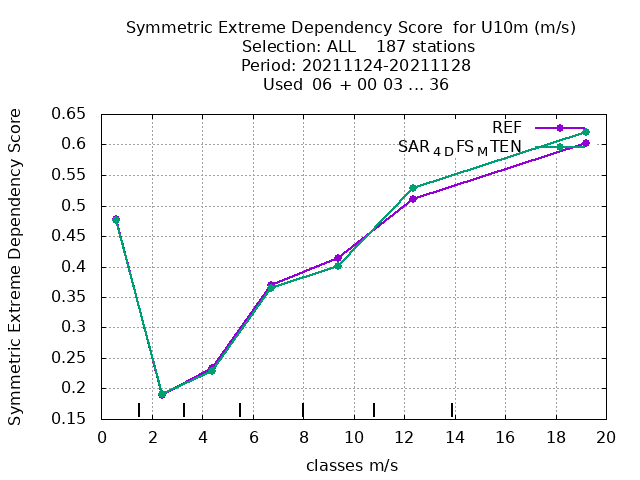 Symmetric Extreme Dependency Score  for U10m (m/s)
Selection: ALL    187 stations
Period: 20211124-20211128
Used  06 + 00 03 ... 36
Symmetric Extreme Dependency Score
0.65
0.6
0.55
0.5
0.45
0.4
0.35
0.3
0.25
0.2
0.15
REF
SAR4DFSMTEN
0 2 4 6 8 10 12 14 16 18 20
classes m/s